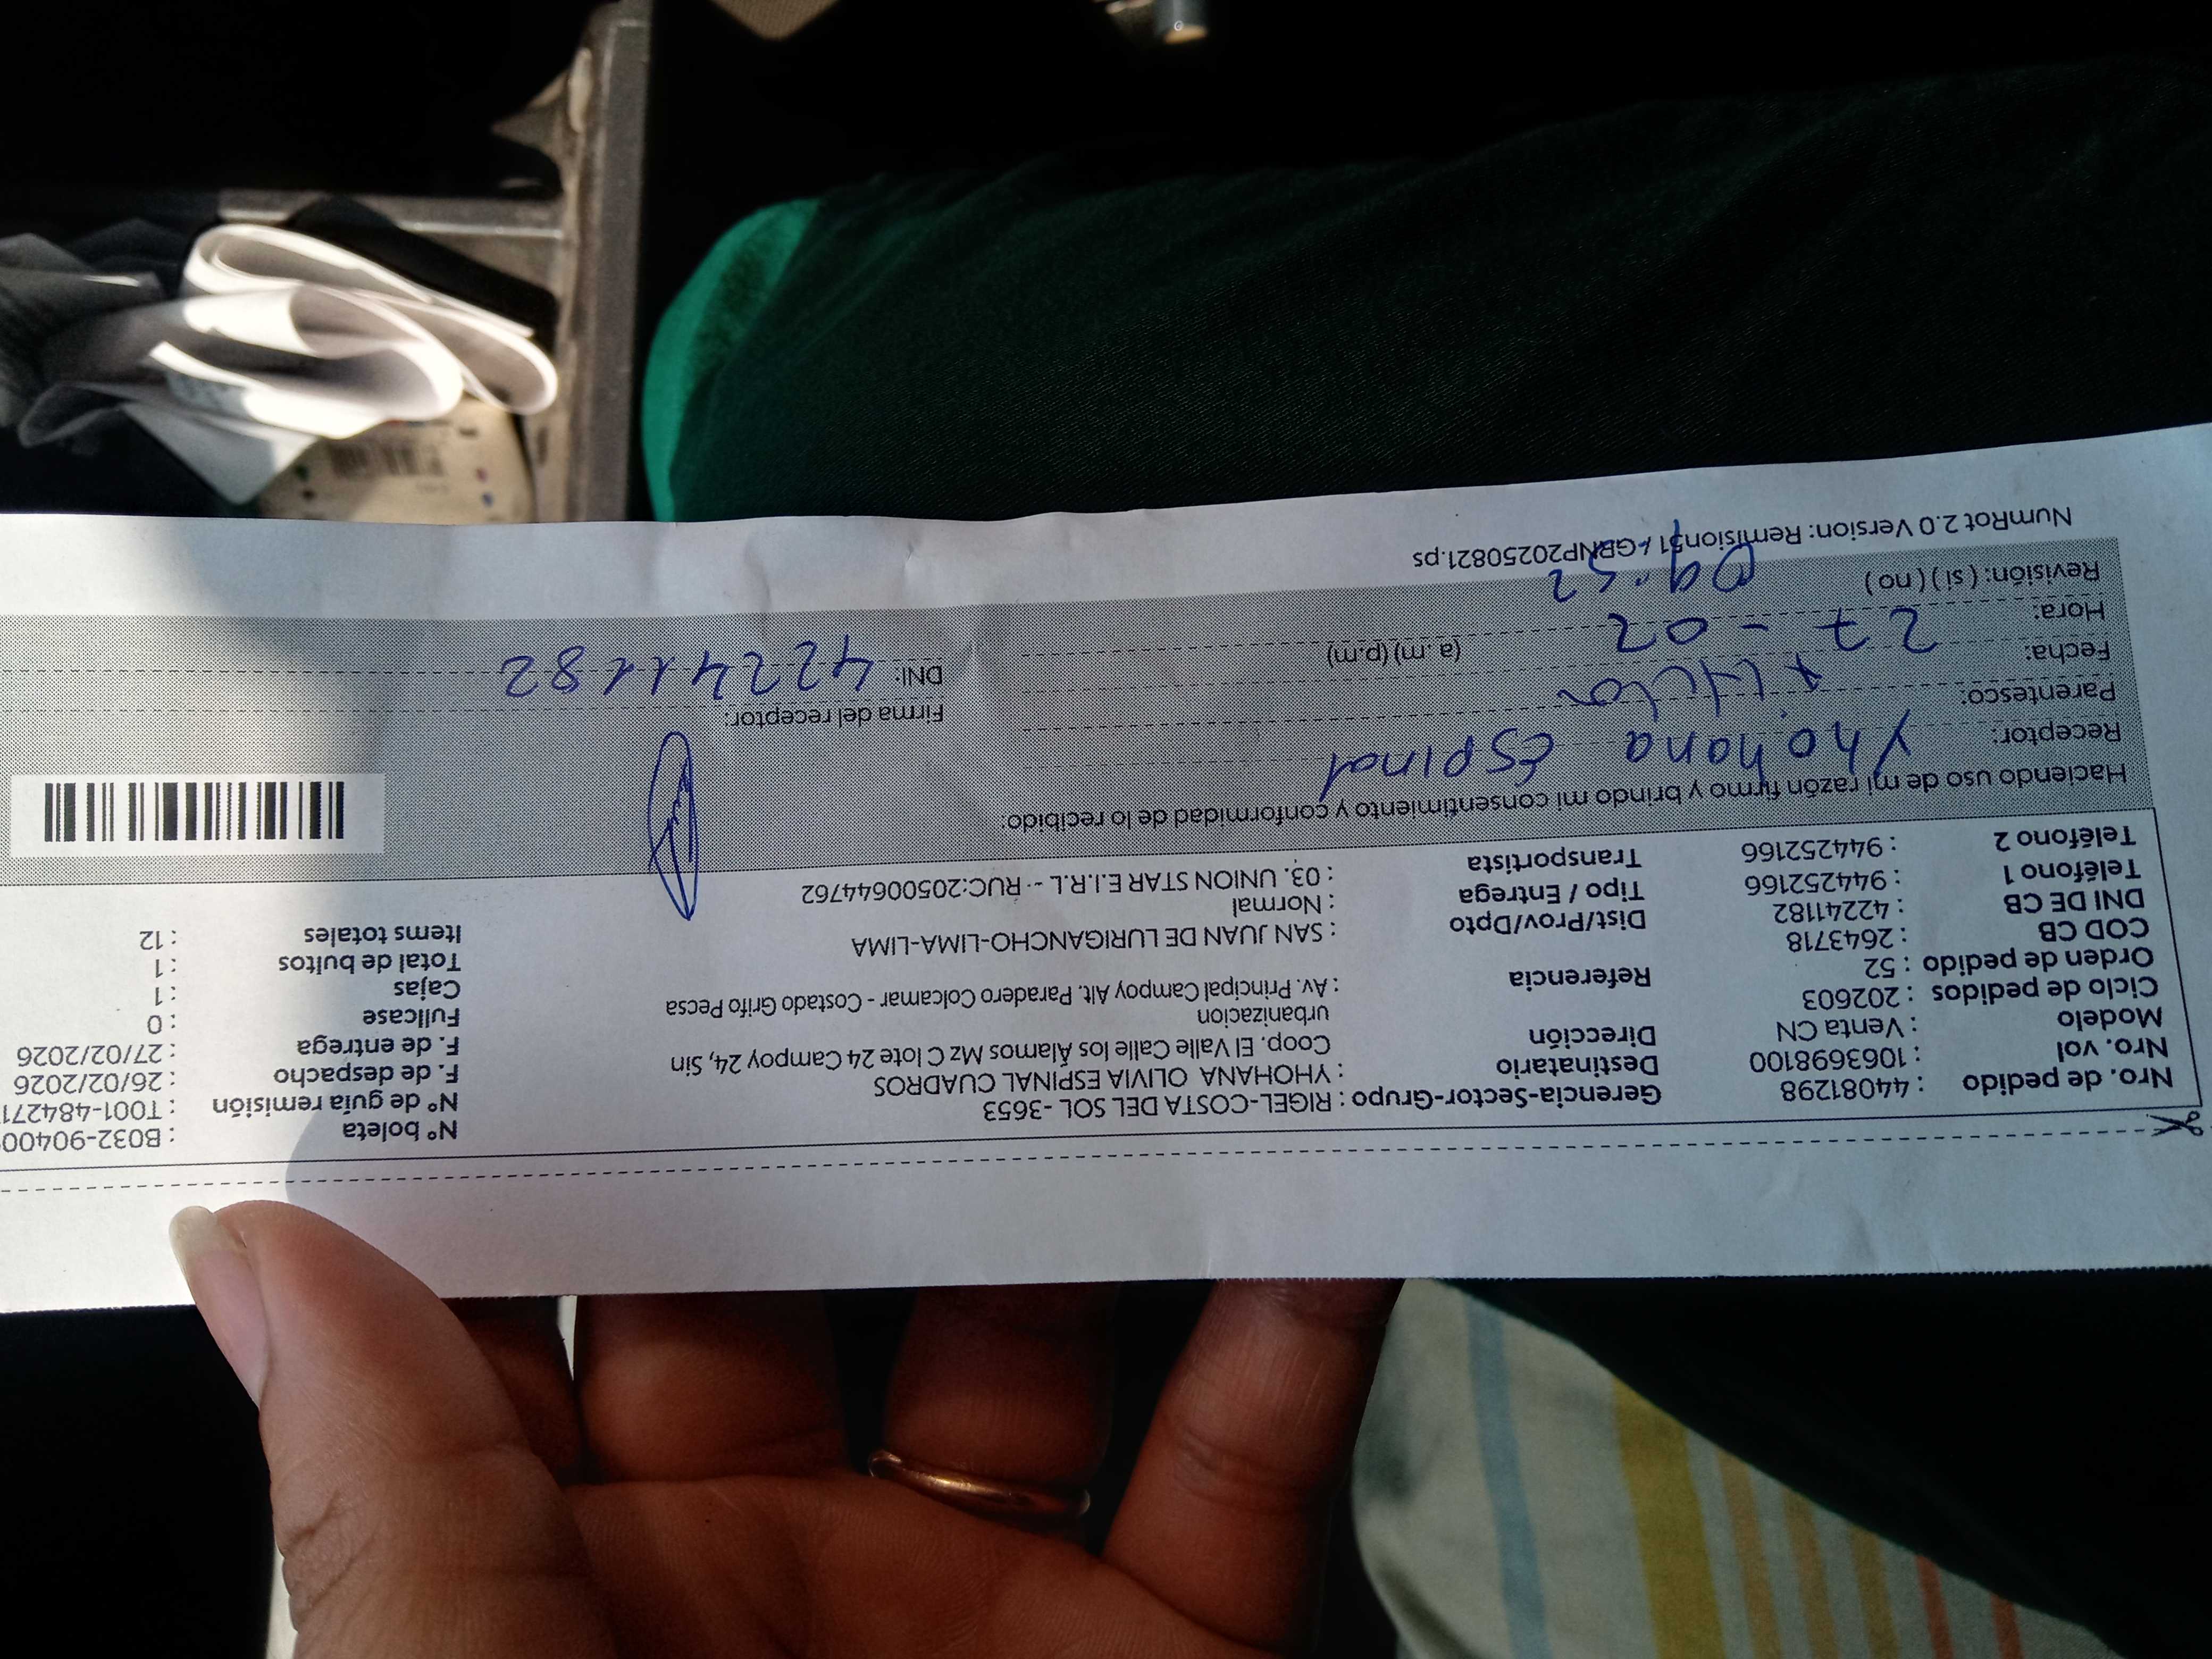 Nro. de pedido : 44081298
Nro. vol : 1063698100
Modelo : Venta CN
Ciclo de pedidos : 202603
Orden de pedido : 52
COD CB : 2643718
DNI DE CB : 42241182
Teléfono 1 : 944252166
Teléfono 2 : 944252166
Gerencia-Sector-Grupo : RIGEL-COSTA DEL SOL -3653
Destinatario : YHOHANA OLIVIA ESPINAL CUADROS
Dirección Coop. El Valle Calle los Álamos Mz C lote 24 Campoy 24, Sin
urbanizacion
Referencia : Av. Principal Campoy Alt. Paradero Colcamar - Costado Grifo Pecsa
Dist/Prov/Dpto : SAN JUAN DE LURIGANCHO-LIMA-LIMA
Tipo / Entrega : Normal
Transportista : 03. UNION STAR E.I.R.L -- RUC:20500644762
N° boleta : B032-90400
N° de guía remisión : T001-48427
F. de despacho : 26/02/2026
F. de entrega : 27/02/2026
Fullcase : 0
Cajas : 1
Total de bultos : 1
Items totales : 12
Haciendo uso de mi razón firmo y brindo mi consentimiento y conformidad de lo recibido:
Receptor: Yhohana Espinal
Parentesco:
Fecha: 27 - 02
Hora: (a. m) (p.m)
09:52
Revisión: ( si ) ( no )
Firma del receptor:
DNI: 42241182
NumRot 2.0 Version: Remision51-GBNP20250821.ps